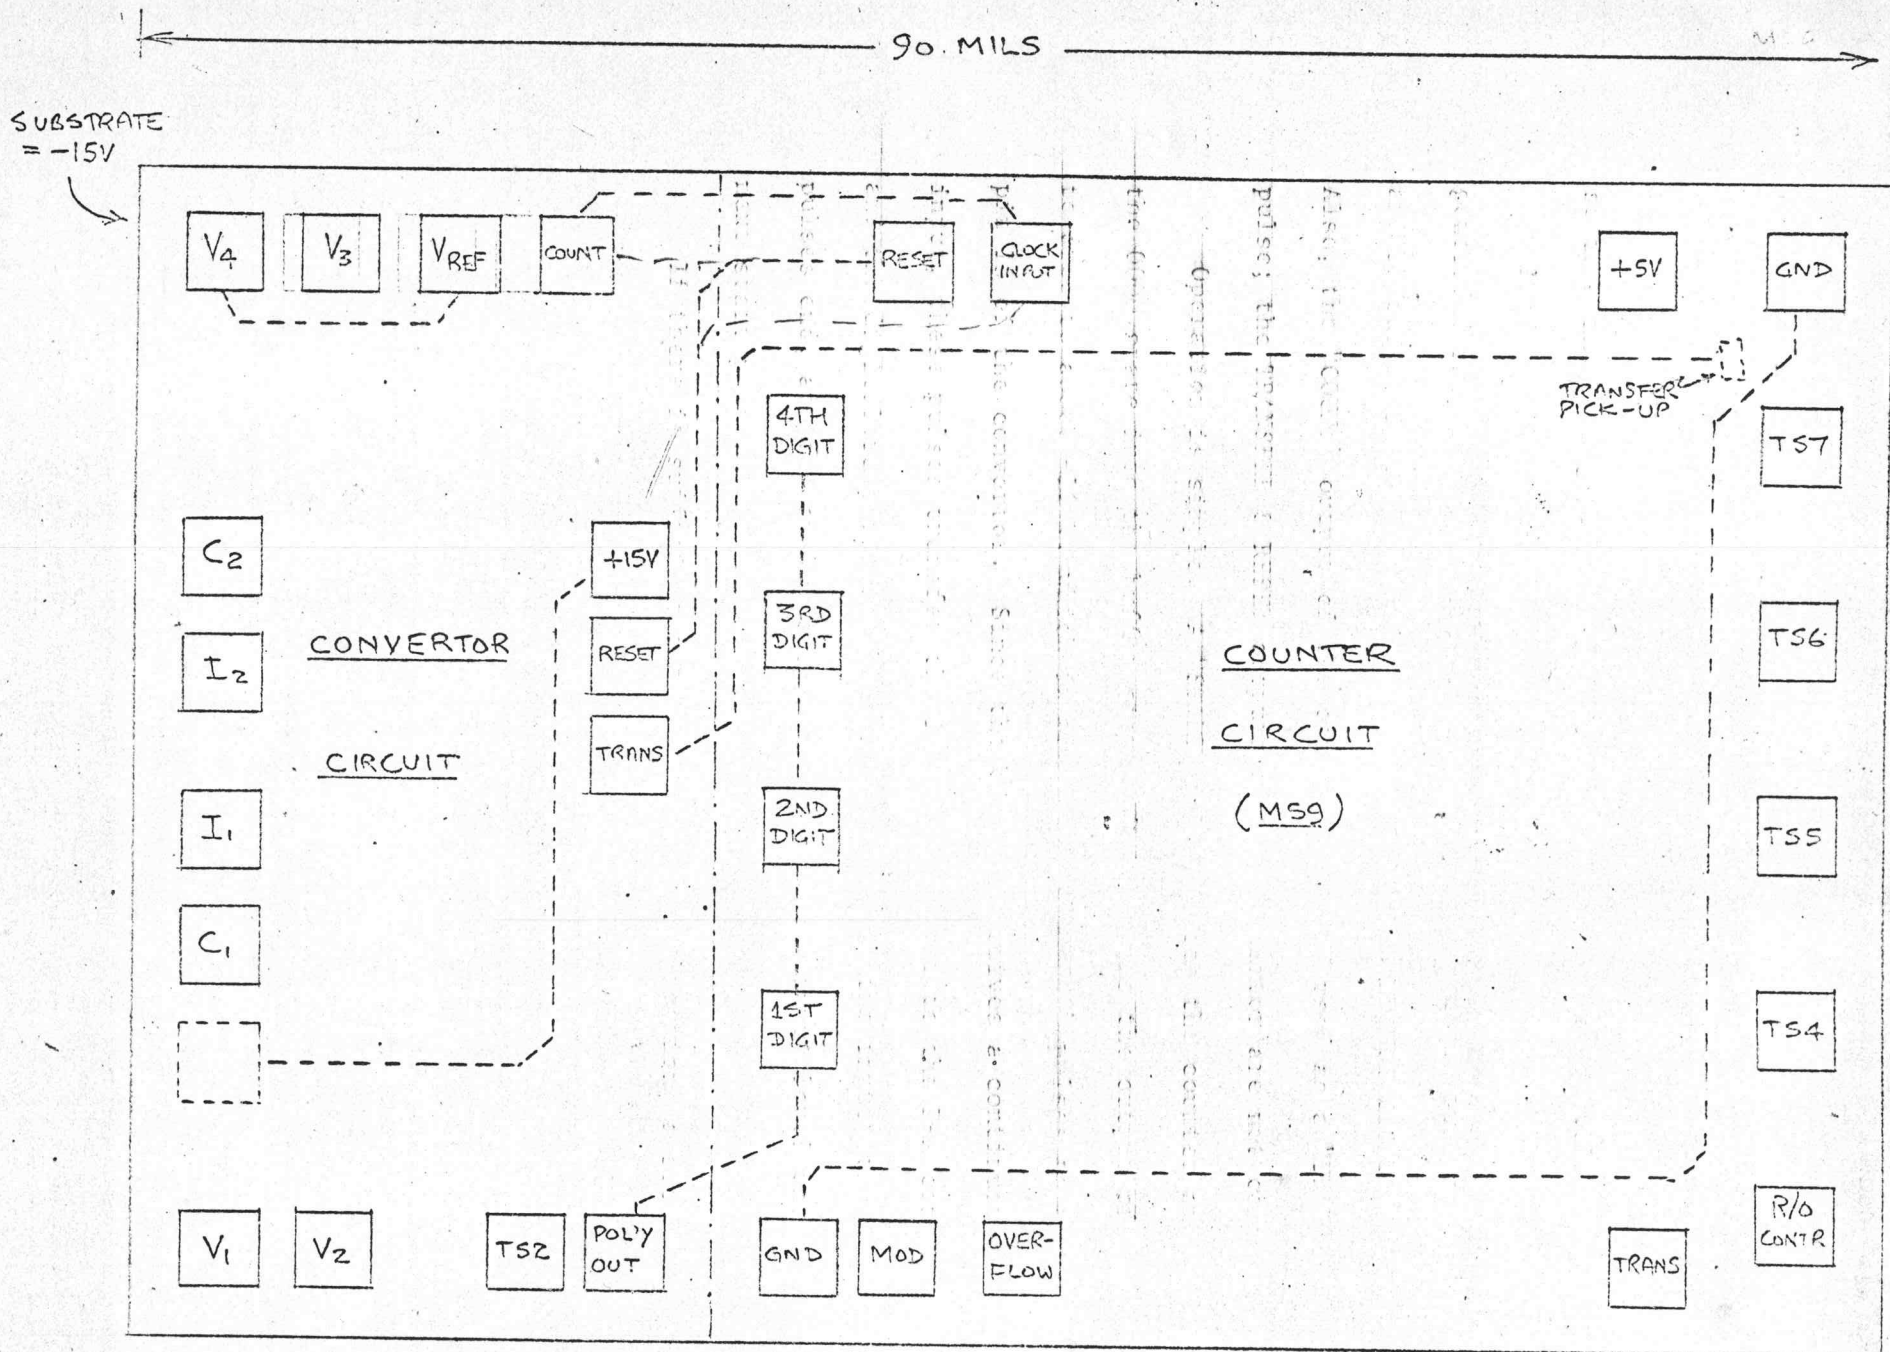 90. MILS
SUBSTRATE
= -15V
V4
V3
VREF
COUNT
RESET
CLOCK
INPUT
+5V
GND
TRANSFER
PICK-UP
4TH
DIGIT
TS7
C2
+15V
3RD
DIGIT
TS6
I2
CONVERTOR
CIRCUIT
RESET
TRANS
COUNTER
CIRCUIT
(M59)
I1
2ND
DIGIT
TS5
C1
1ST
DIGIT
TS4
V1
V2
TS2
POL'Y
OUT
GND
MOD
OVER-
FLOW
TRANS
R/O
CONTR